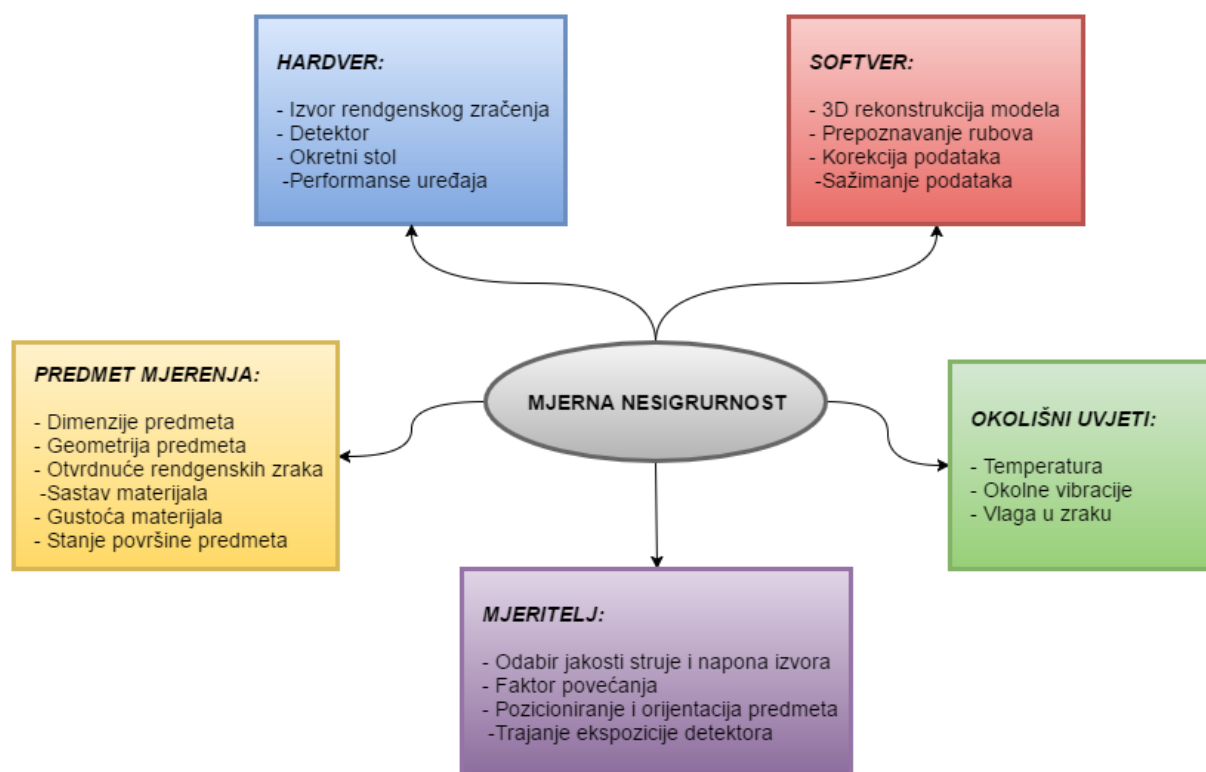 HARDVER:
- Izvor rendgenskog zračenja
- Detektor
- Okretni stol
-Performanse uređaja
SOFTVER:
- 3D rekonstrukcija modela
- Prepoznavanje rubova
- Korekcija podataka
-Sažimanje podataka
PREDMET MJERENJA:
- Dimenzije predmeta
- Geometrija predmeta
- Otvrdnuće rendgenskih zraka
-Sastav materijala
- Gustoća materijala
- Stanje površine predmeta
MJERNA NESIGRURNOST
OKOLIŠNI UVJETI:
- Temperatura
- Okolne vibracije
- Vlaga u zraku
MJERITELJ:
- Odabir jakosti struje i napona izvora
- Faktor povećanja
- Pozicioniranje i orijentacija predmeta
-Trajanje ekspozicije detektora